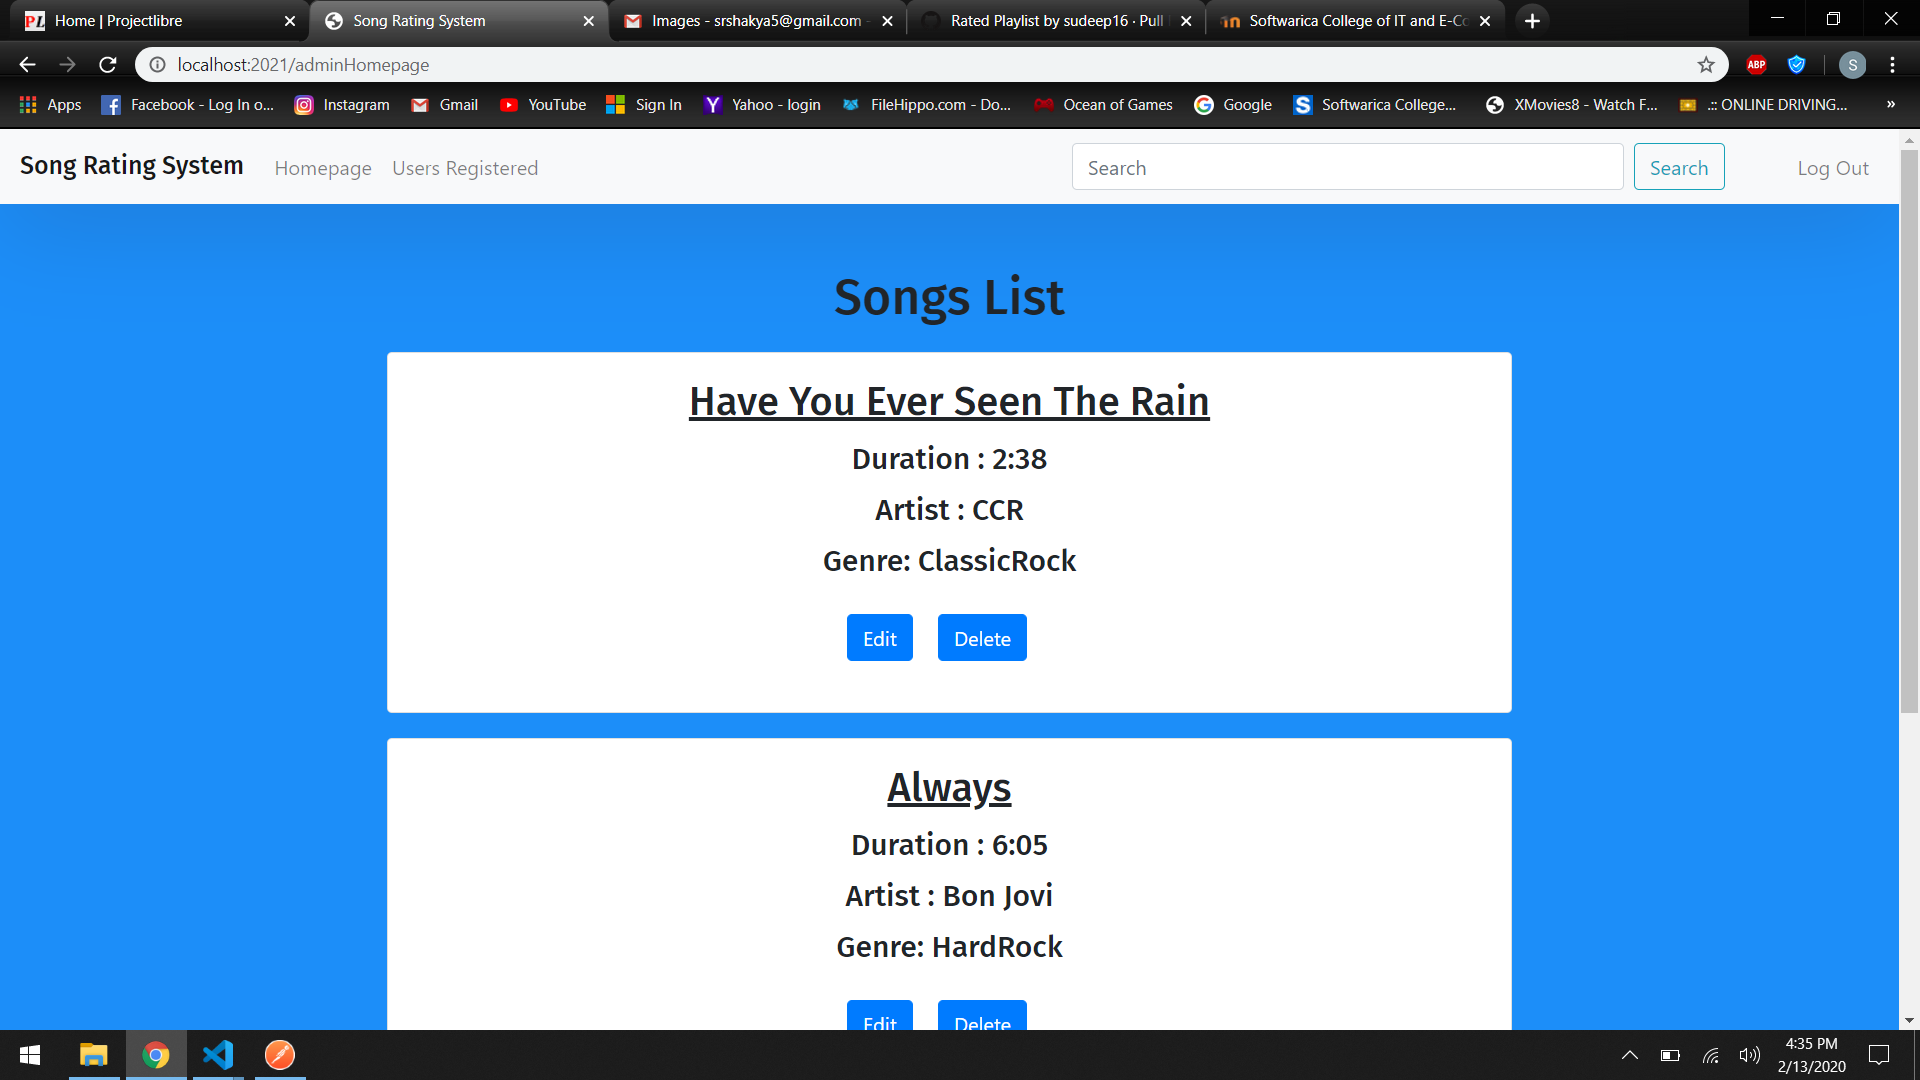 Home | Projectlibre
Song Rating System
Images - srshakya5@gmail.com -
Rated Playlist by sudeep16 · Pull
Softwarica College of IT and E-Co
localhost:2021/adminHomepage
ABP
S
Apps
Facebook - Log In o...
Instagram
Gmail
YouTube
Sign In
Yahoo - login
FileHippo.com - Do...
Ocean of Games
Google
Softwarica College...
XMovies8 - Watch F...
.:: ONLINE DRIVING...
»
Song Rating System
Homepage
Users Registered
Search
Search
Log Out
Songs List
Have You Ever Seen The Rain
Duration : 2:38
Artist : CCR
Genre: ClassicRock
Edit
Delete
Always
Duration : 6:05
Artist : Bon Jovi
Genre: HardRock
Edit
Delete
4:35 PM
2/13/2020